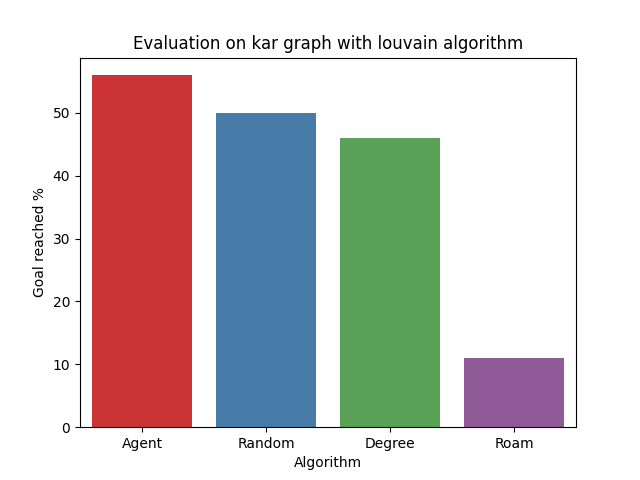 Evaluation on kar graph with louvain algorithm
Goal reached %
50
40
30
20
10
0
Agent Random Degree Roam
Algorithm